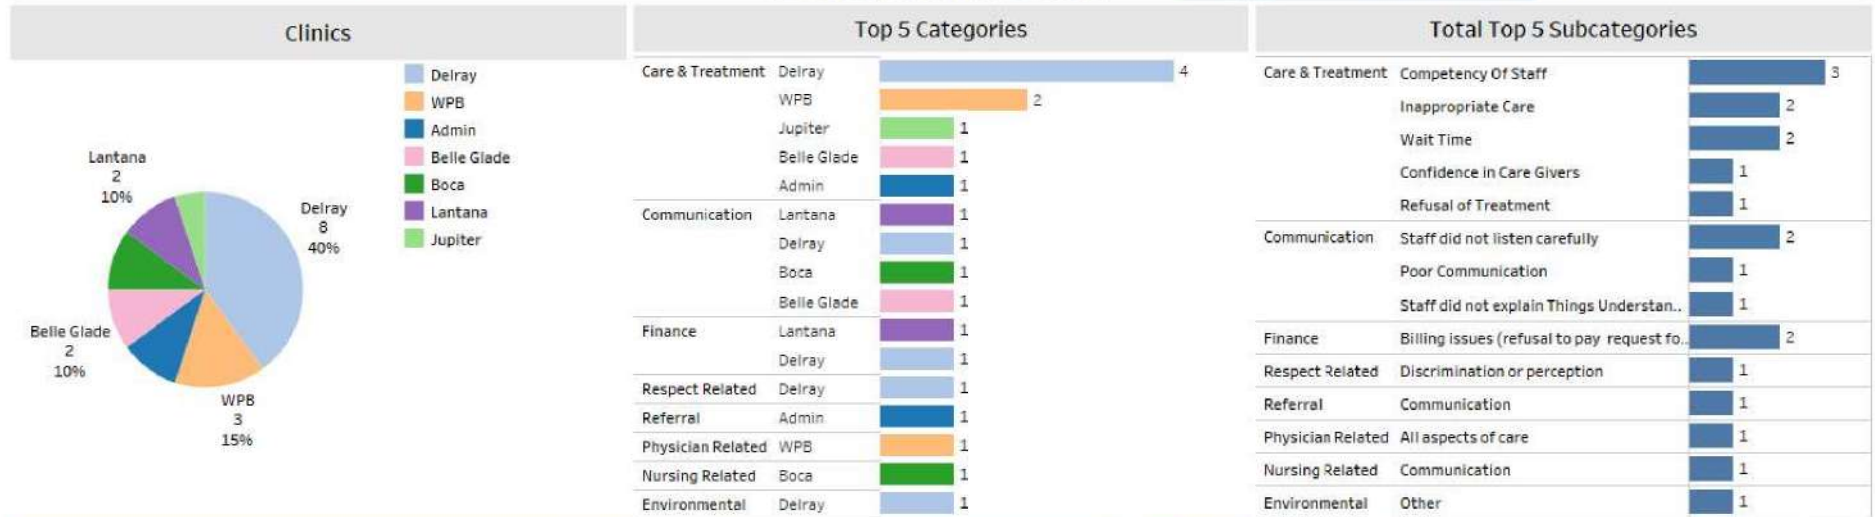 Clinics
Delray
WPB
Admin
Belle Glade
Boca
Lantana
Jupiter
Lantana
2
10%
Delray
8
40%
Belle Glade
2
10%
WPB
3
15%
Top 5 Categories
Care & Treatment Delray 4
WPB 2
Jupiter 1
Belle Glade 1
Admin 1
Communication Lantana 1
Delray 1
Boca 1
Belle Glade 1
Finance Lantana 1
Delray 1
Respect Related Delray 1
Referral Admin 1
Physician Related WPB 1
Nursing Related Boca 1
Environmental Delray 1
Total Top 5 Subcategories
Care & Treatment Competency Of Staff 3
Inappropriate Care 2
Wait Time 2
Confidence in Care Givers 1
Refusal of Treatment 1
Communication Staff did not listen carefully 2
Poor Communication 1
Staff did not explain Things Understan.. 1
Finance Billing issues (refusal to pay request fo.. 2
Respect Related Discrimination or perception 1
Referral Communication 1
Physician Related All aspects of care 1
Nursing Related Communication 1
Environmental Other 1